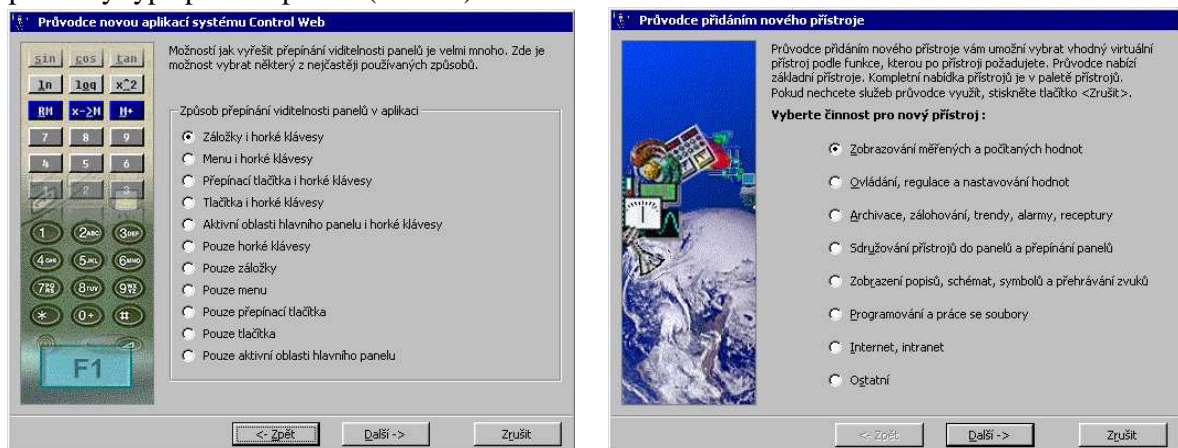 Průvodce novou aplikací systému Control Web
Možností jak vyřešit přepínání viditelnosti panelů je velmi mnoho. Zde je
možnost vybrat některý z nejčastěji používaných způsobů.
Způsob přepínání viditelnosti panelů v aplikaci
Záložky i horké klávesy
Menu i horké klávesy
Přepínací tlačítka i horké klávesy
Tlačítka i horké klávesy
Aktivní oblasti hlavního panelu i horké klávesy
Pouze horké klávesy
Pouze záložky
Pouze menu
Pouze přepínací tlačítka
Pouze tlačítka
Pouze aktivní oblasti hlavního panelu
sin cos tan
ln log x^2
RM x->M M+
7 8 9
4 5 6
1 2ABC 3DEF
4GHI 5JKL 6MNO
8TUV
* 0+ #
F1
<- Zpět Další -> Zrušit
Průvodce přidáním nového přístroje
Průvodce přidáním nového přístroje vám umožní vybrat vhodný virtuální
přístroj podle funkce, kterou po přístroji požadujete. Průvodce nabízí
základní přístroje. Kompletní nabídka přístrojů je v paletě přístrojů.
Pokud nechcete služeb průvodce využít, stiskněte tlačítko <Zrušit>.
Vyberte činnost pro nový přístroj :
Zobrazování měřených a počítaných hodnot
Ovládání, regulace a nastavování hodnot
Archivace, zálohování, trendy, alarmy, receptury
Sdružování přístrojů do panelů a přepínání panelů
Zobrazení popisů, schémat, symbolů a přehrávání zvuků
Programování a práce se soubory
Internet, intranet
Ostatní
<- Zpět Další -> Zrušit